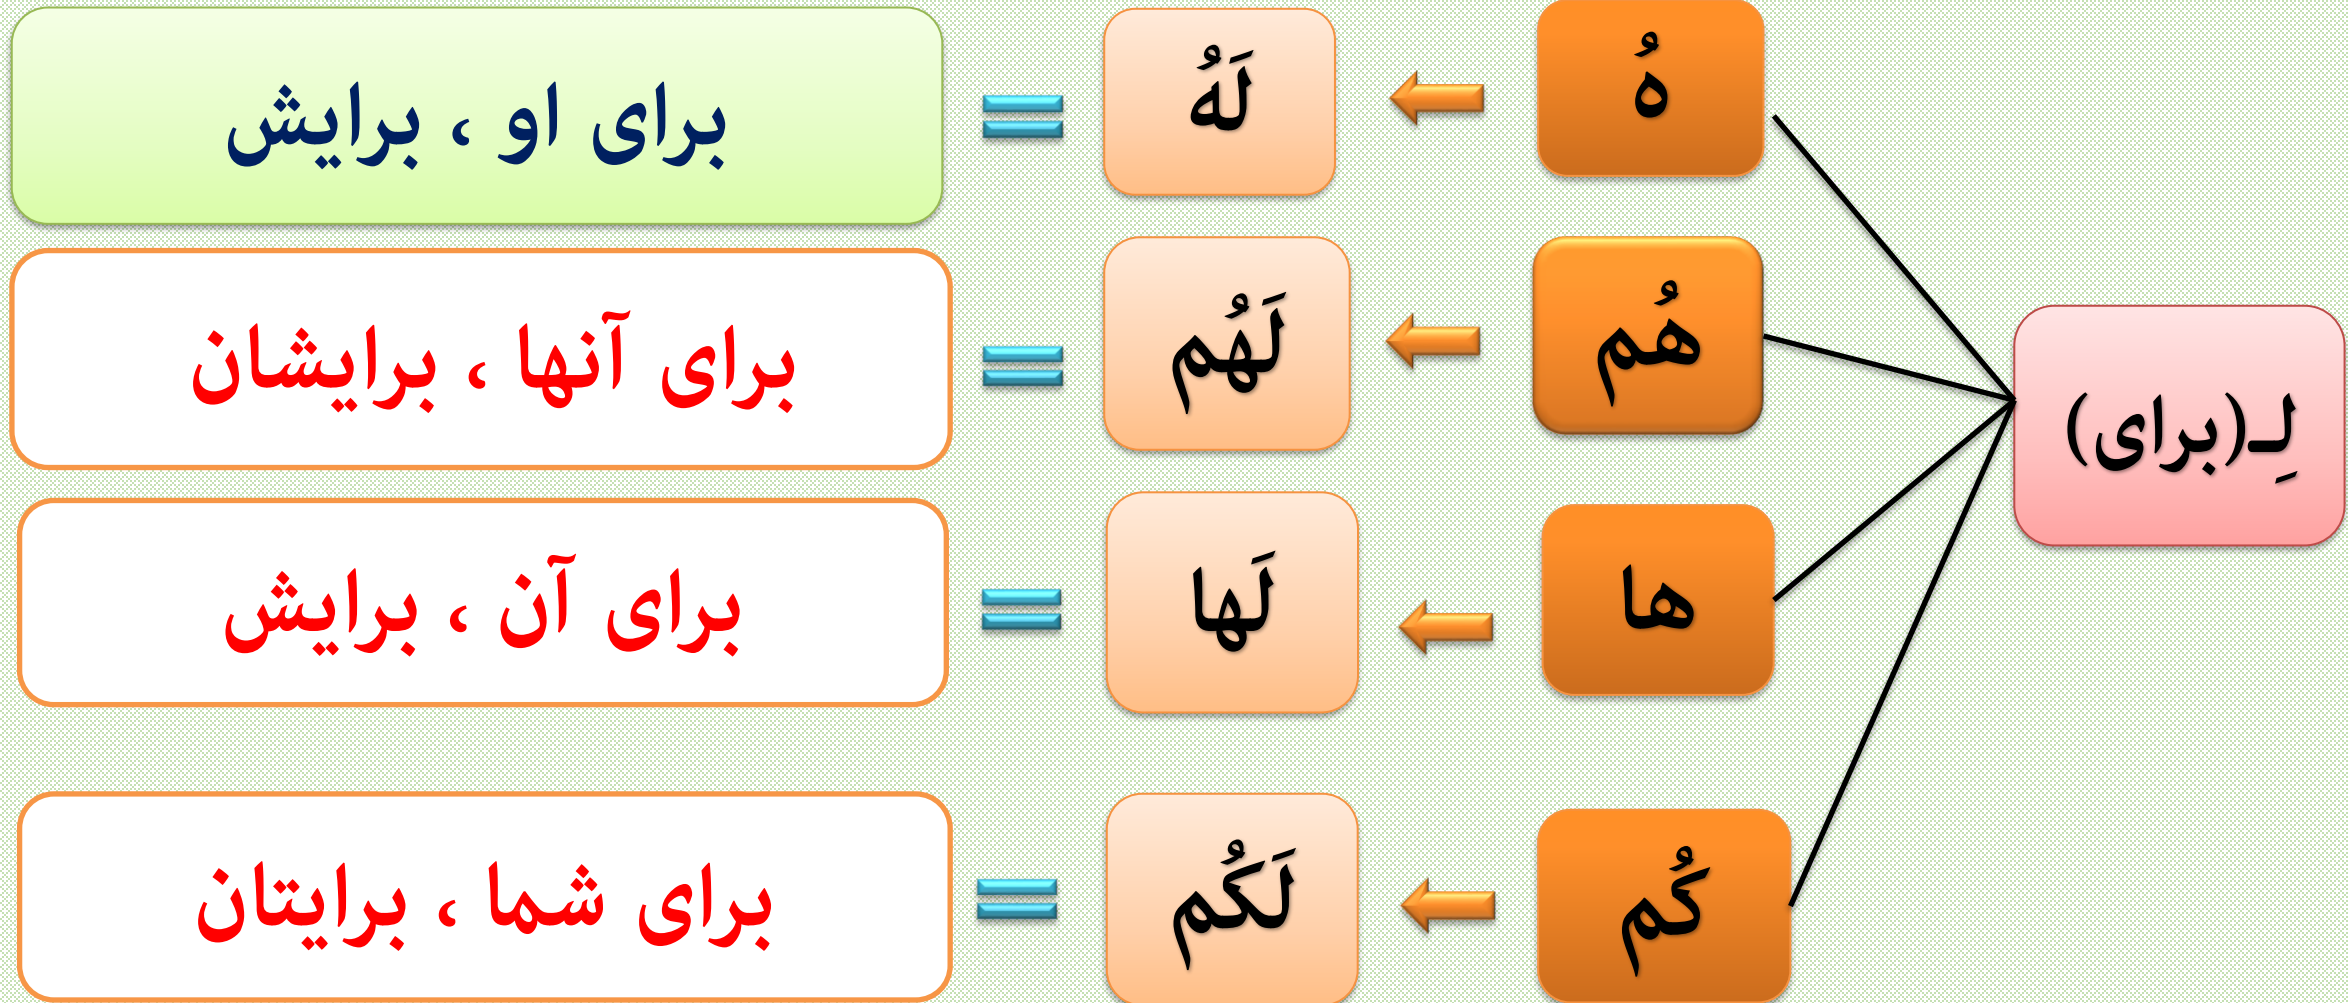 لِـ(برای)
هُ
لَهُ
برای او ، برایش
هُم
لَهُم
برای آنها ، برایشان
ها
لَها
برای آن ، برایش
كُم
لَكُم
برای شما ، برایتان